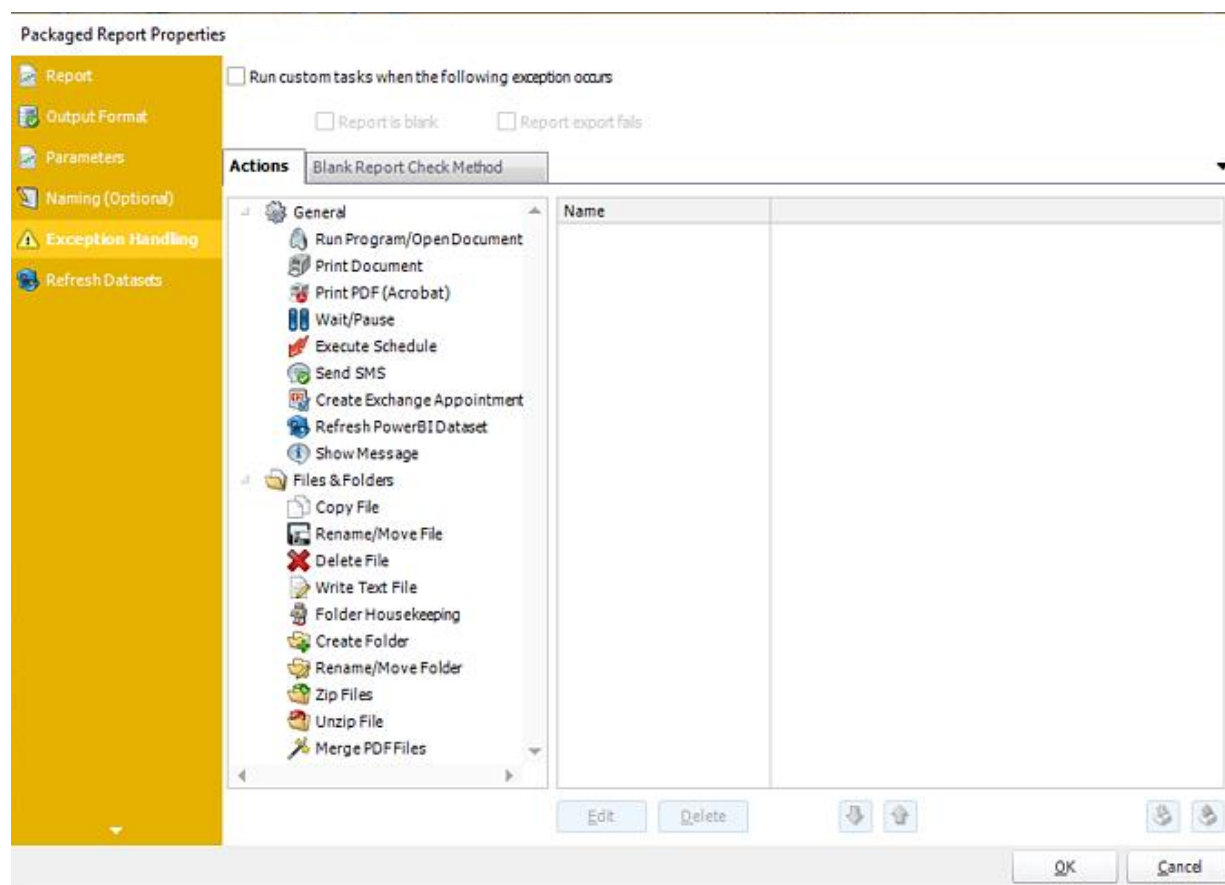 Packaged Report Properties
Report
Output Format
Parameters
Naming (Optional)
Exception Handling
Refresh Datasets
Run custom tasks when the following exception occurs
Report is blank
Report export fails
Actions
Blank Report Check Method
General
Run Program/Open Document
Print Document
Print PDF (Acrobat)
Wait/Pause
Execute Schedule
Send SMS
Create Exchange Appointment
Refresh PowerBI Dataset
Show Message
Files & Folders
Copy File
Rename/Move File
Delete File
Write Text File
Folder Housekeeping
Create Folder
Rename/Move Folder
Zip Files
Unzip File
Merge PDF Files
Name
Edit
Delete
OK
Cancel